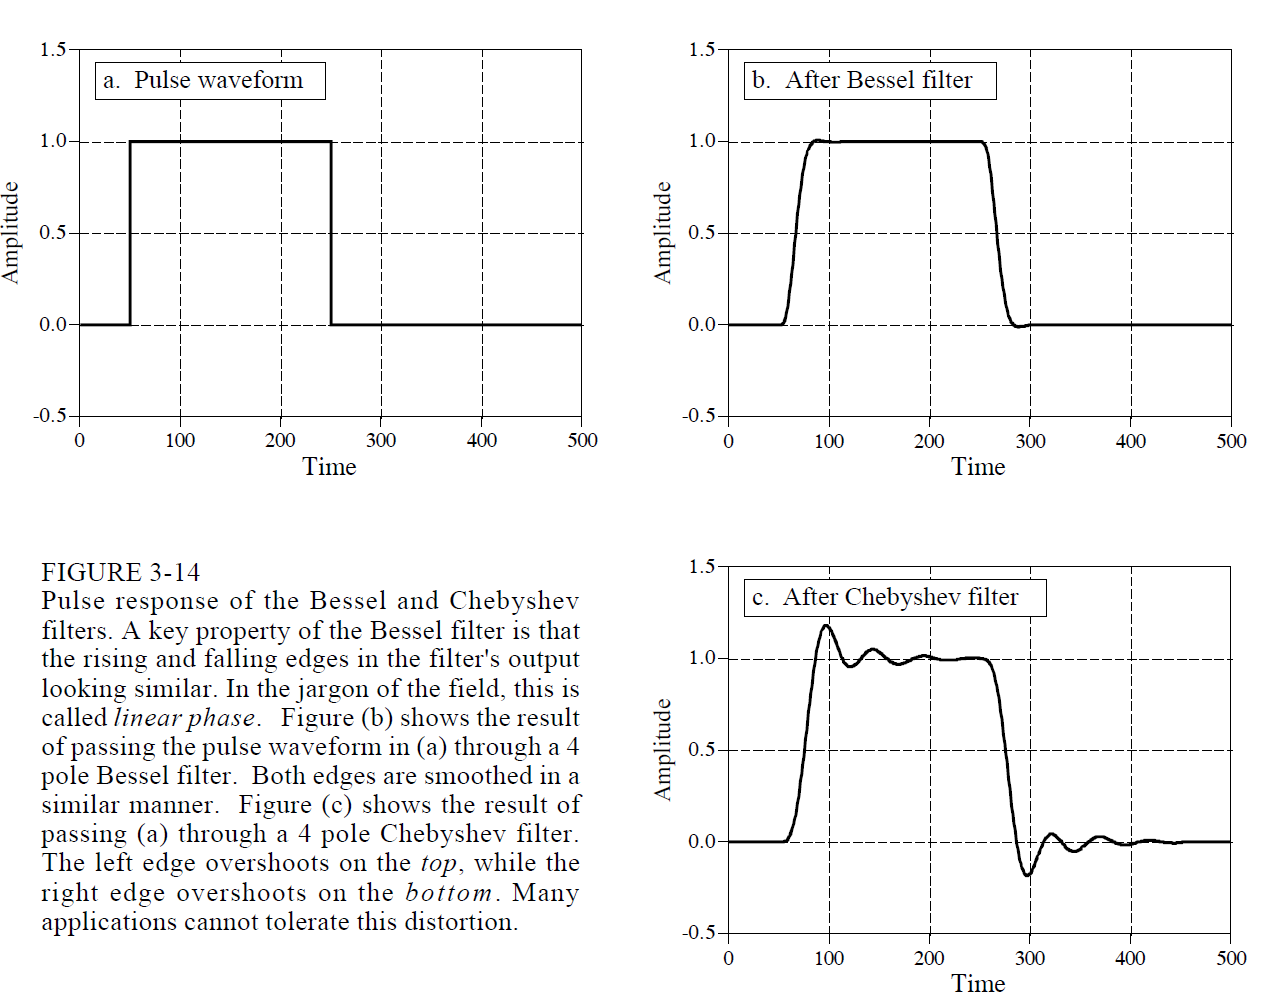 1.5
a. Pulse waveform
1.0
0.5
0.0
-0.5
0 100 200 300 400 500
Time
Amplitude
1.5
b. After Bessel filter
1.0
0.5
0.0
-0.5
0 100 200 300 400 500
Time
Amplitude
FIGURE 3-14
Pulse response of the Bessel and Chebyshev
filters. A key property of the Bessel filter is that
the rising and falling edges in the filter's output
looking similar. In the jargon of the field, this is
called linear phase. Figure (b) shows the result
of passing the pulse waveform in (a) through a 4
pole Bessel filter. Both edges are smoothed in a
similar manner. Figure (c) shows the result of
passing (a) through a 4 pole Chebyshev filter.
The left edge overshoots on the top, while the
right edge overshoots on the bottom. Many
applications cannot tolerate this distortion.
1.5
c. After Chebyshev filter
1.0
0.5
0.0
-0.5
0 100 200 300 400 500
Time
Amplitude